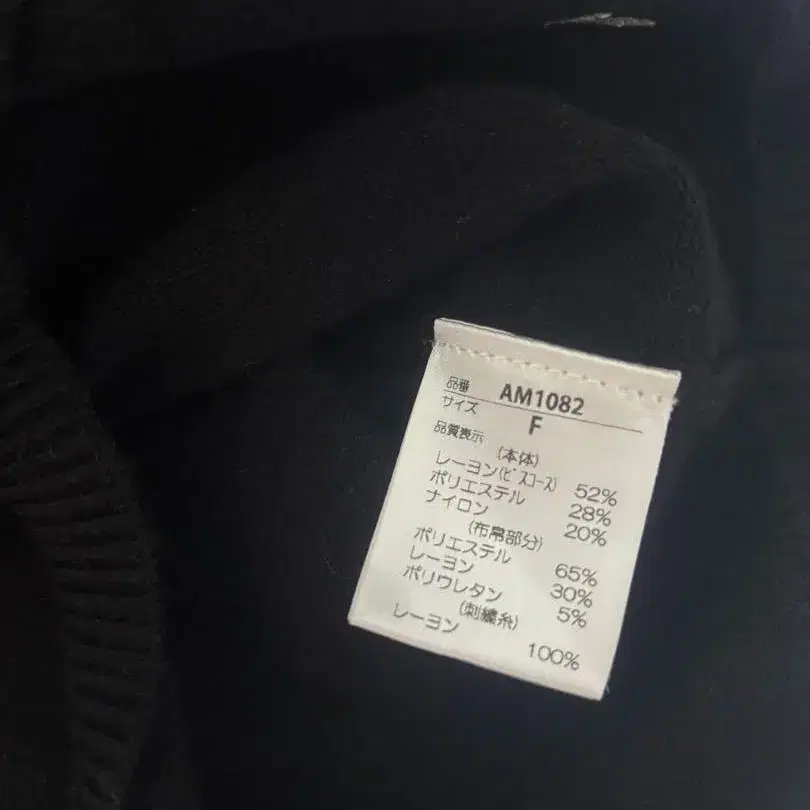 品番 AM1082
サイズ F
品質表示
(本体)
レーヨン(ビスコース) 52%
ポリエステル 28%
ナイロン 20%
(布帛部分)
ポリエステル 65%
レーヨン 30%
ポリウレタン 5%
(刺繍糸)
レーヨン 100%